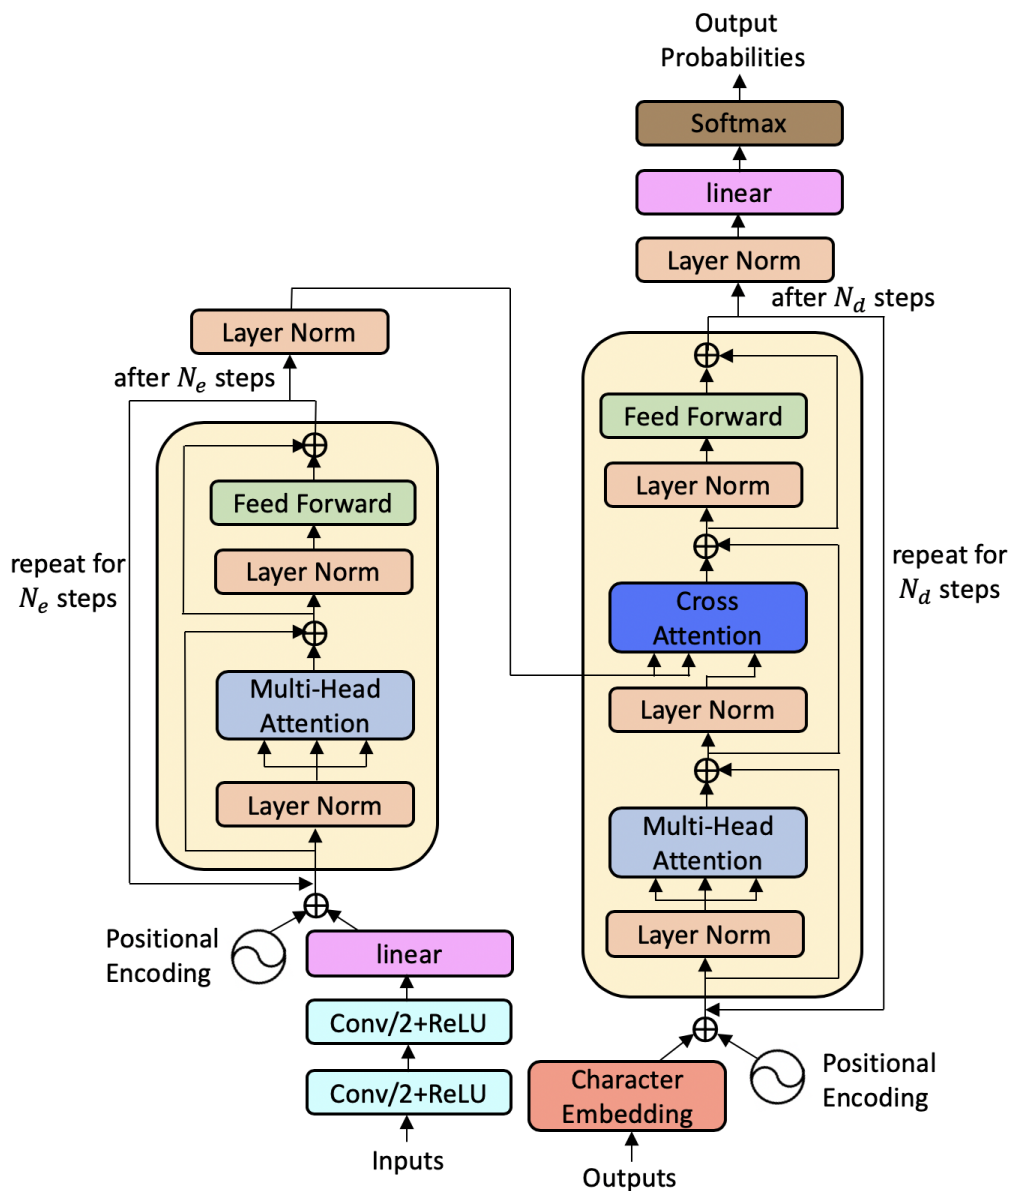 Output
Probabilities
Softmax
linear
Layer Norm
after N_d steps
Feed Forward
Layer Norm
Cross
Attention
Layer Norm
Multi-Head
Attention
Layer Norm
repeat for
N_d steps
Positional
Encoding
Character
Embedding
Outputs
Layer Norm
after N_e steps
Feed Forward
Layer Norm
repeat for
N_e steps
Multi-Head
Attention
Layer Norm
Positional
Encoding
linear
Conv/2+ReLU
Conv/2+ReLU
Inputs